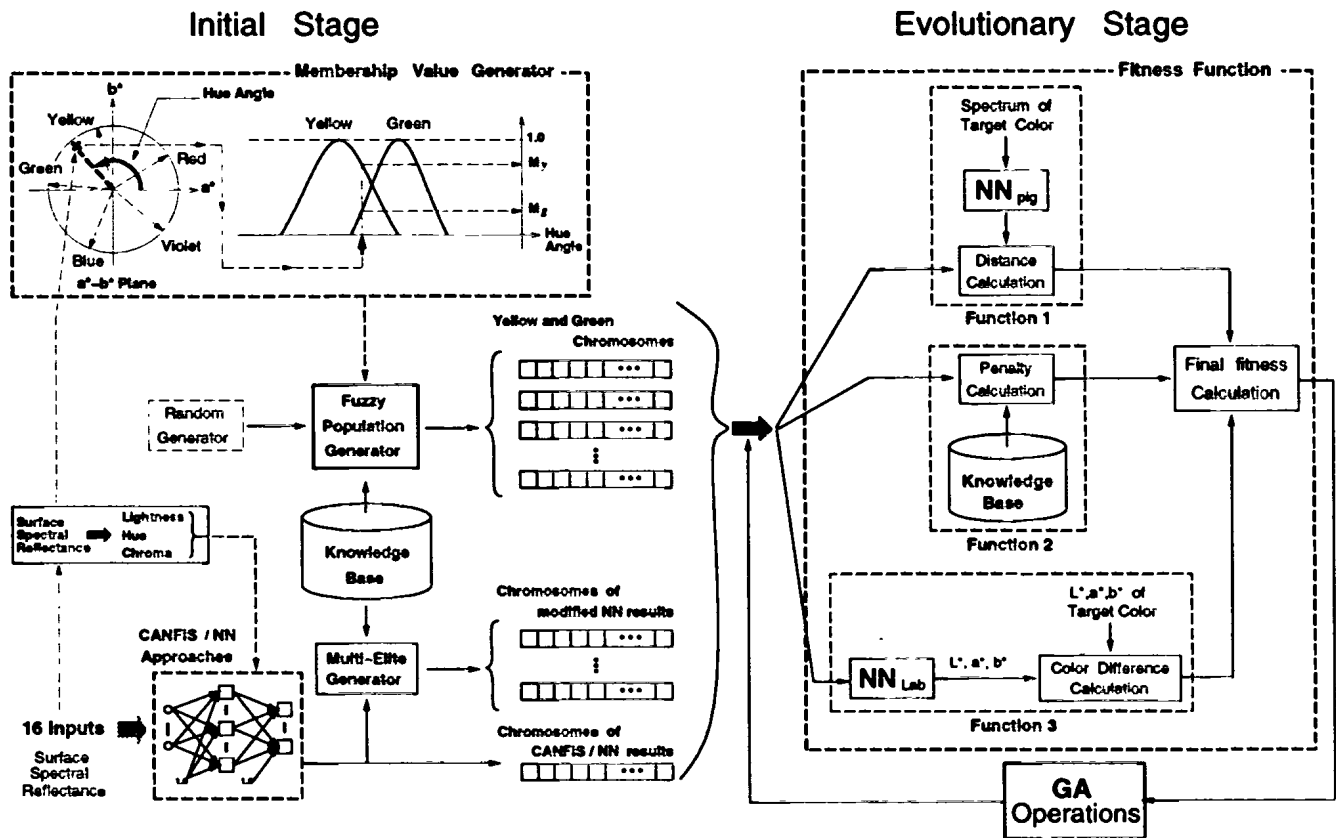 Initial Stage
Evolutionary Stage
Membership Value Generator
b*
Hue Angle
Yellow
Green
Red
a*
Violet
Blue
a*-b* Plane
Yellow
Green
1.0
My
Mg
Hue
Angle
Random
Generator
Fuzzy
Population
Generator
Yellow and Green
Chromosomes
Surface
Spectral
Reflectance
Lightness
Hue
Chroma
Knowledge
Base
CANFIS / NN
Approaches
Multi-Elite
Generator
Chromosomes of
modified NN results
16 Inputs
Surface
Spectral
Reflectance
Chromosomes of
CANFIS / NN results
Fitness Function
Spectrum of
Target Color
NN pig
Distance
Calculation
Function 1
Penalty
Calculation
Knowledge
Base
Function 2
Final fitness
Calculation
L*,a*,b* of
Target Color
NN Lab
L*, a*, b*
Color Difference
Calculation
Function 3
GA
Operations